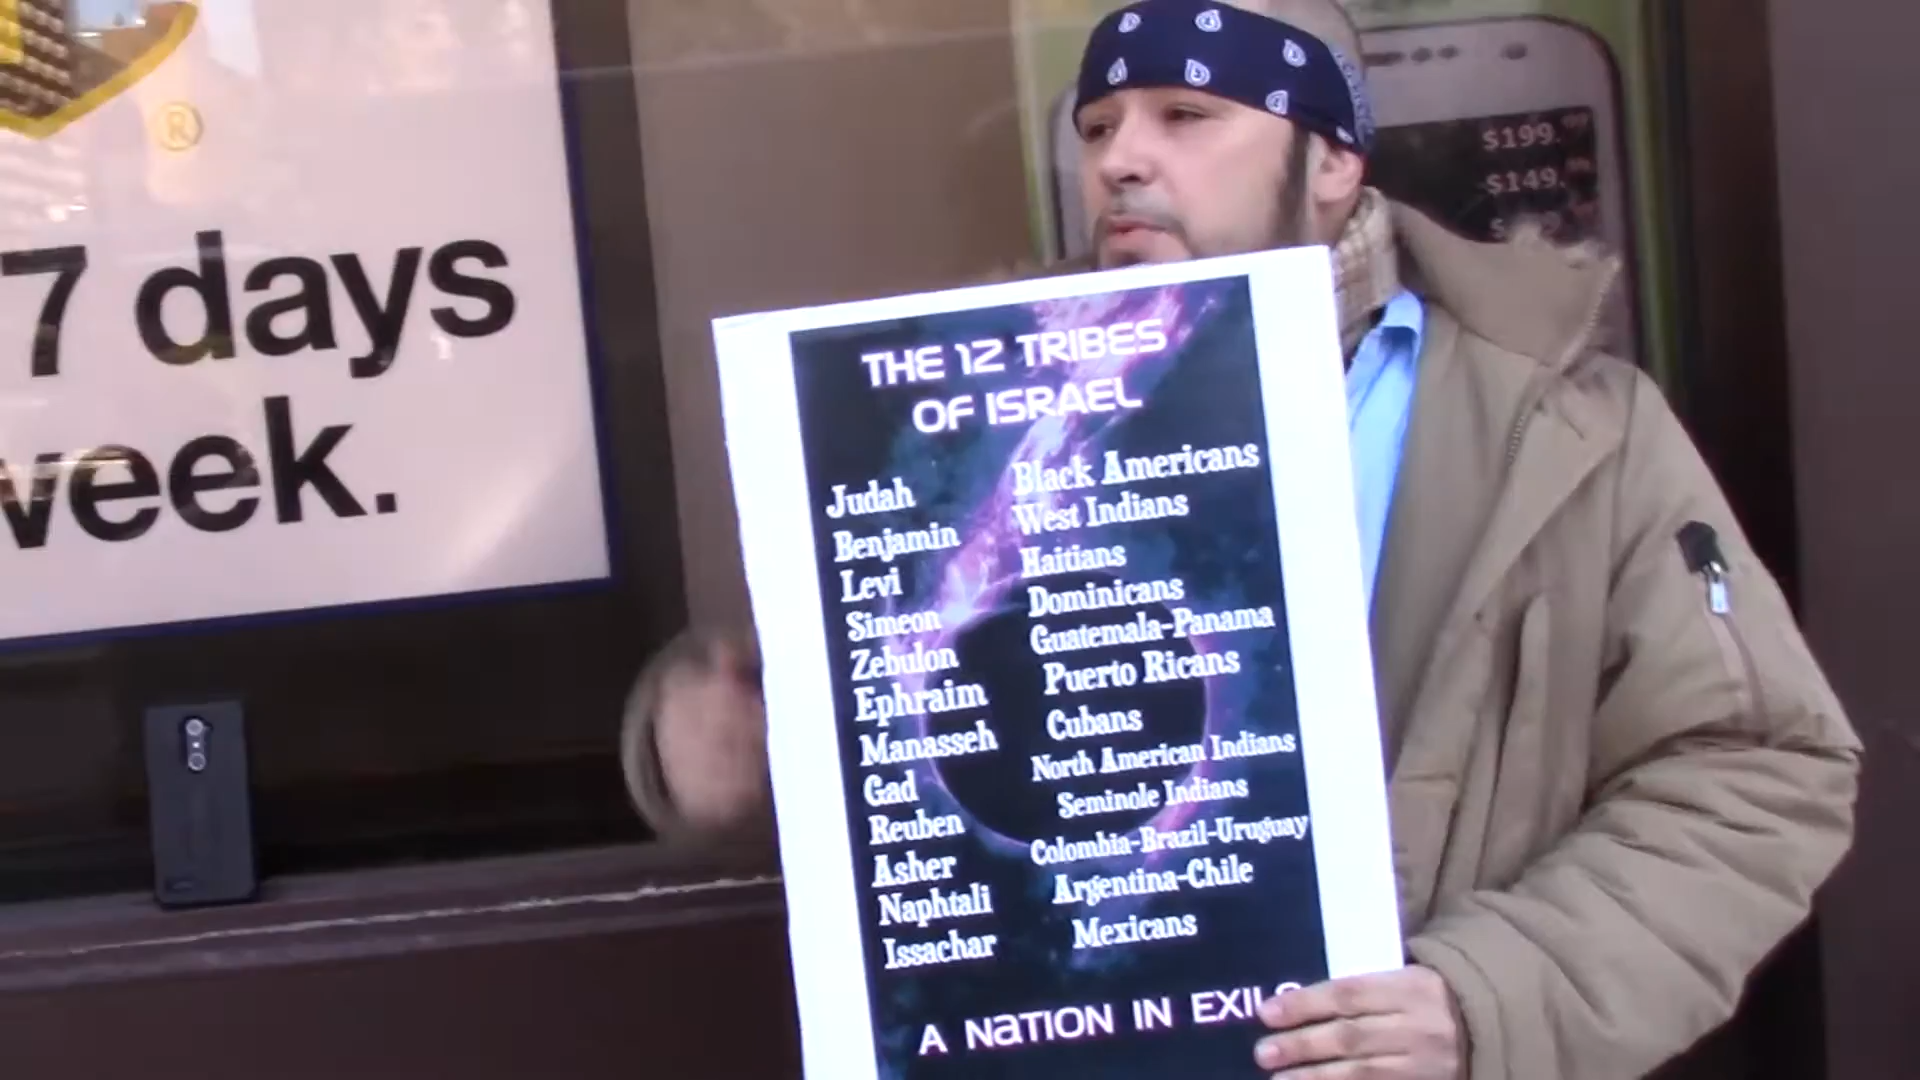 ®
7 days
week.
$199.
$149.
THE 12 TRIBES
OF ISRAEL
Judah Black Americans
Benjamin West Indians
Levi Haitians
Simeon Dominicans
Zebulon Guatemala-Panama
Ephraim Puerto Ricans
Manasseh Cubans
Gad North American Indians
Reuben Seminole Indians
Asher Colombia-Brazil-Uruguay
Naphtali Argentina-Chile
Issachar Mexicans
A NATION IN EXILE